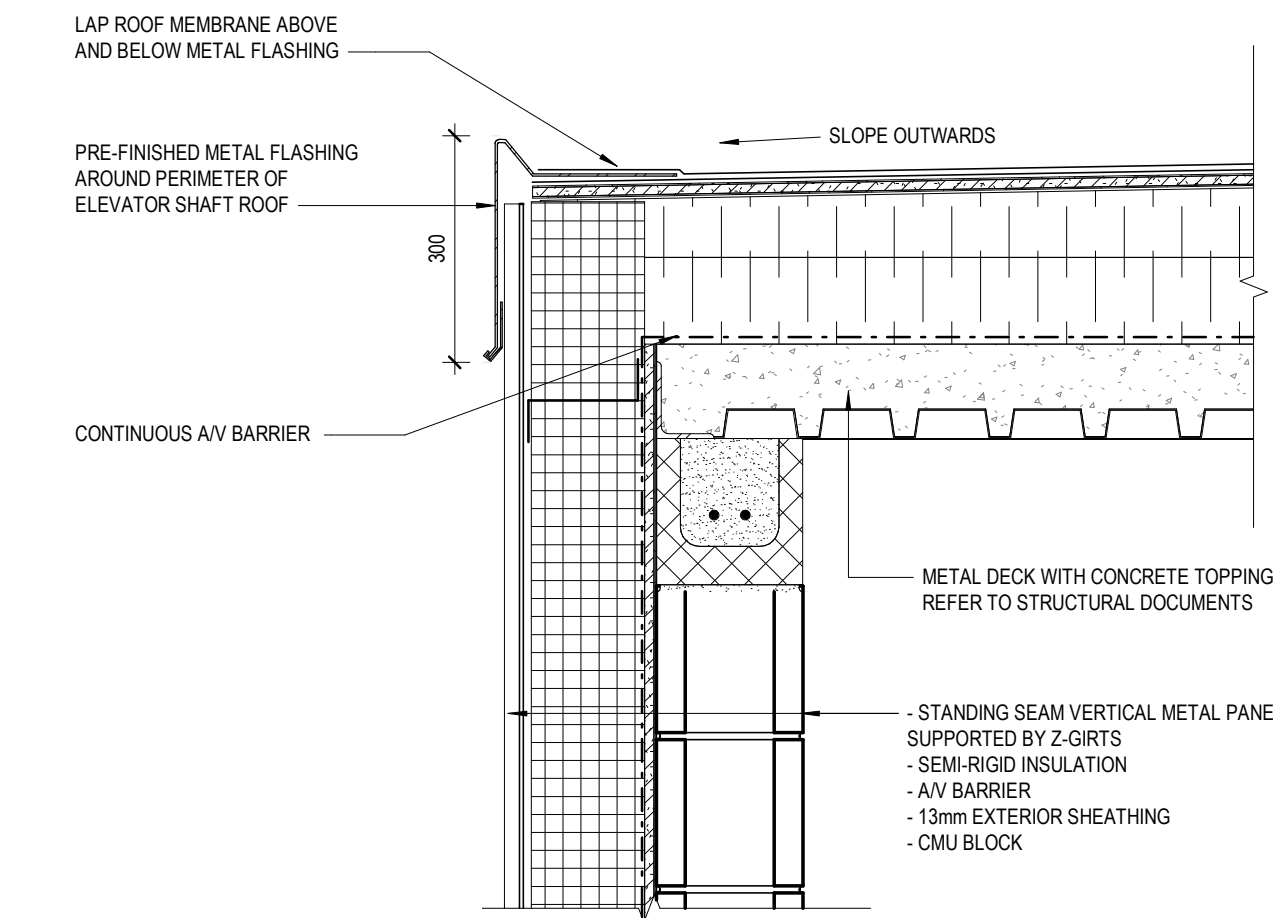 LAP ROOF MEMBRANE ABOVE
AND BELOW METAL FLASHING
SLOPE OUTWARDS
PRE-FINISHED METAL FLASHING
AROUND PERIMETER OF
ELEVATOR SHAFT ROOF
300
CONTINUOUS A/V BARRIER
METAL DECK WITH CONCRETE TOPPING
REFER TO STRUCTURAL DOCUMENTS
- STANDING SEAM VERTICAL METAL PANE
SUPPORTED BY Z-GIRTS
- SEMI-RIGID INSULATION
- A/V BARRIER
- 13mm EXTERIOR SHEATHING
- CMU BLOCK